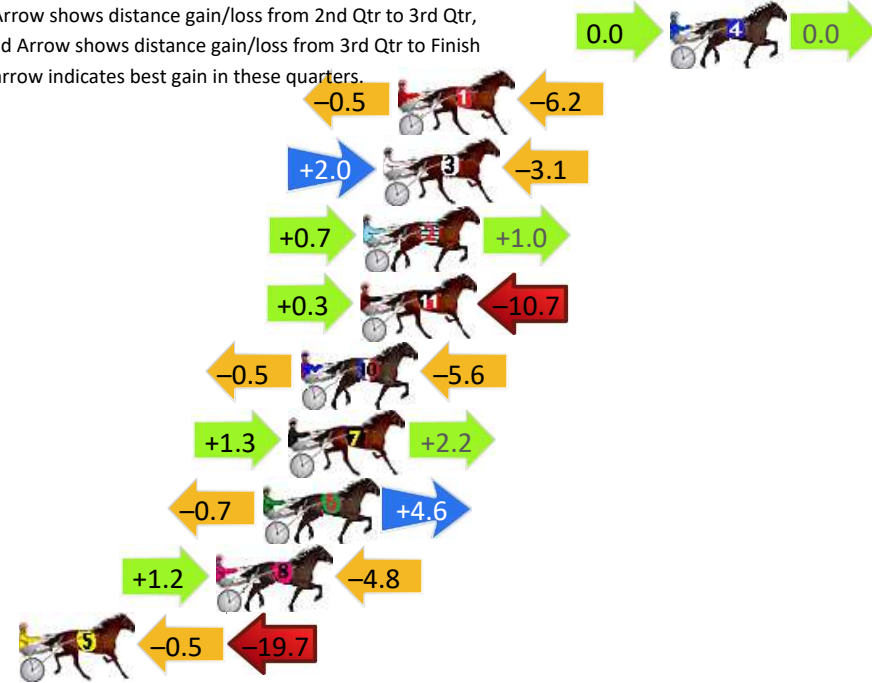 Arrow shows distance gain/loss from 2nd Qtr to 3rd Qtr,
d Arrow shows distance gain/loss from 3rd Qtr to Finish
arrow indicates best gain in these quarters.
0.0 4 0.0
–0.5 1 –6.2
+2.0 3 –3.1
+0.7 2 +1.0
+0.3 11 –10.7
–0.5 10 –5.6
+1.3 7 +2.2
–0.7 +4.6
+1.2 8 –4.8
5 –0.5 –19.7